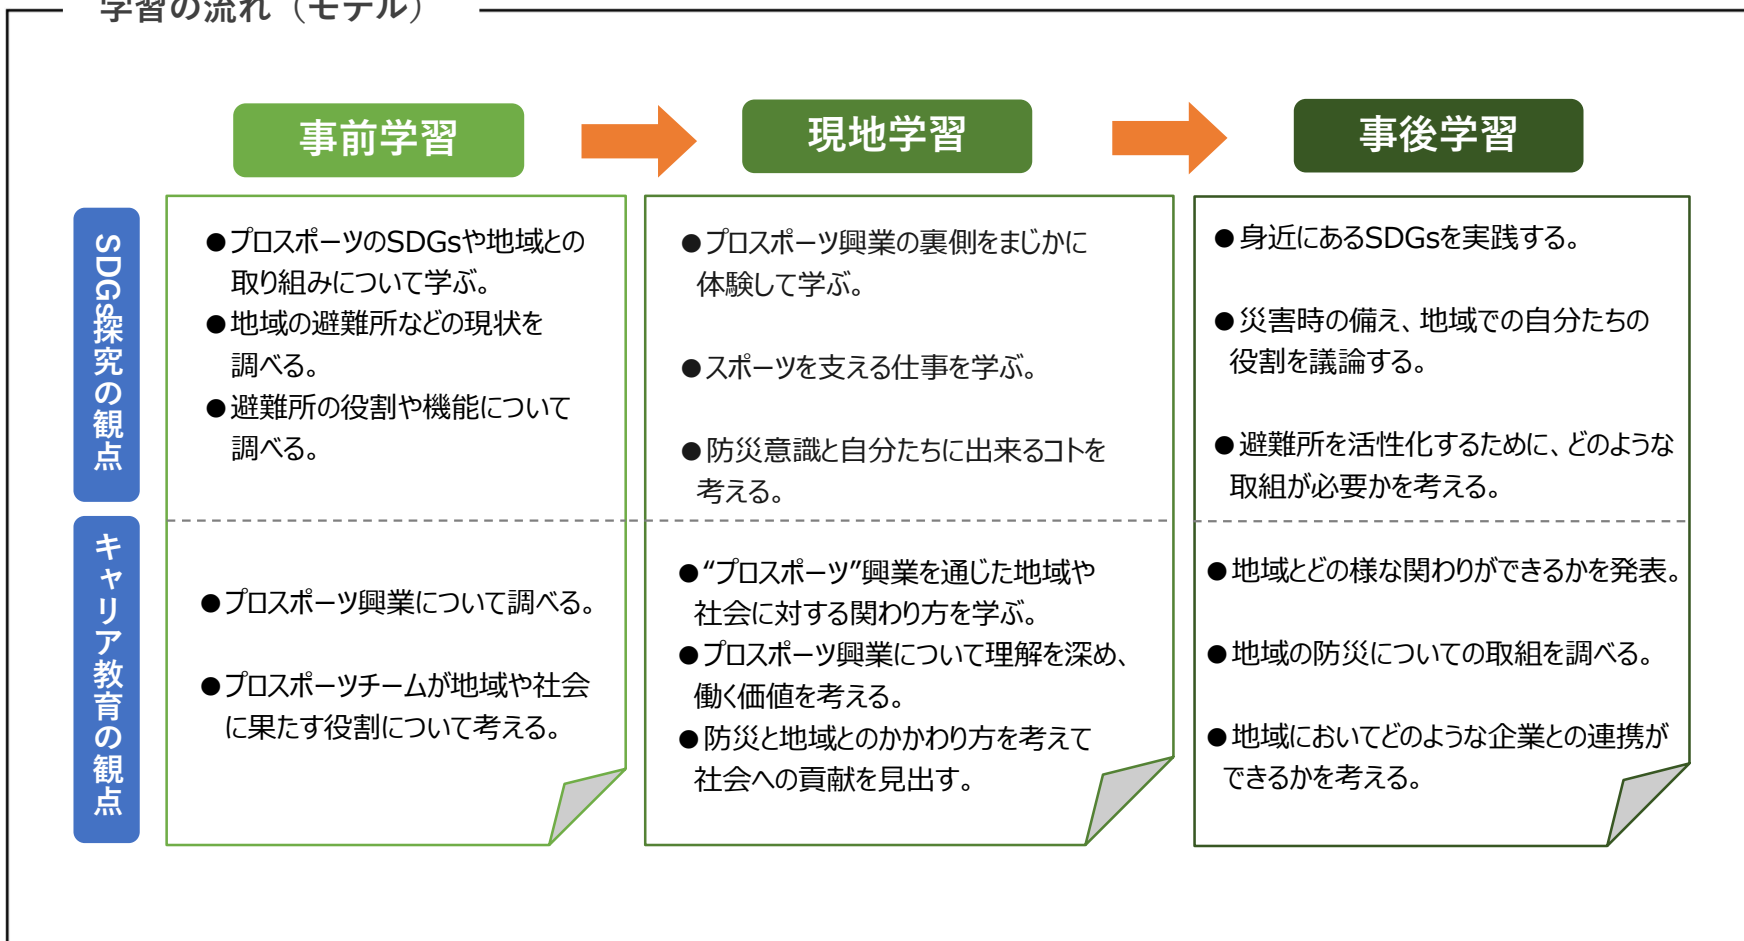 学習の流れ（モデル）
事前学習
現地学習
事後学習
SDGs探究の観点
●プロスポーツのSDGsや地域との
取り組みについて学ぶ。
●地域の避難所などの現状を
調べる。
●避難所の役割や機能について
調べる。
●プロスポーツ興業の裏側をまじかに
体験して学ぶ。
●スポーツを支える仕事を学ぶ。
●防災意識と自分たちに出来るコトを
考える。
●身近にあるSDGsを実践する。
●災害時の備え、地域での自分たちの
役割を議論する。
●避難所を活性化するために、どのような
取組が必要かを考える。
キャリア教育の観点
●プロスポーツ興業について調べる。
●プロスポーツチームが地域や社会
に果たす役割について考える。
●“プロスポーツ”興業を通じた地域や
社会に対する関わり方を学ぶ。
●プロスポーツ興業について理解を深め、
働く価値を考える。
●防災と地域とのかかわり方を考えて
社会への貢献を見出す。
●地域とどの様な関わりができるかを発表。
●地域の防災についての取組を調べる。
●地域においてどのような企業との連携が
できるかを考える。